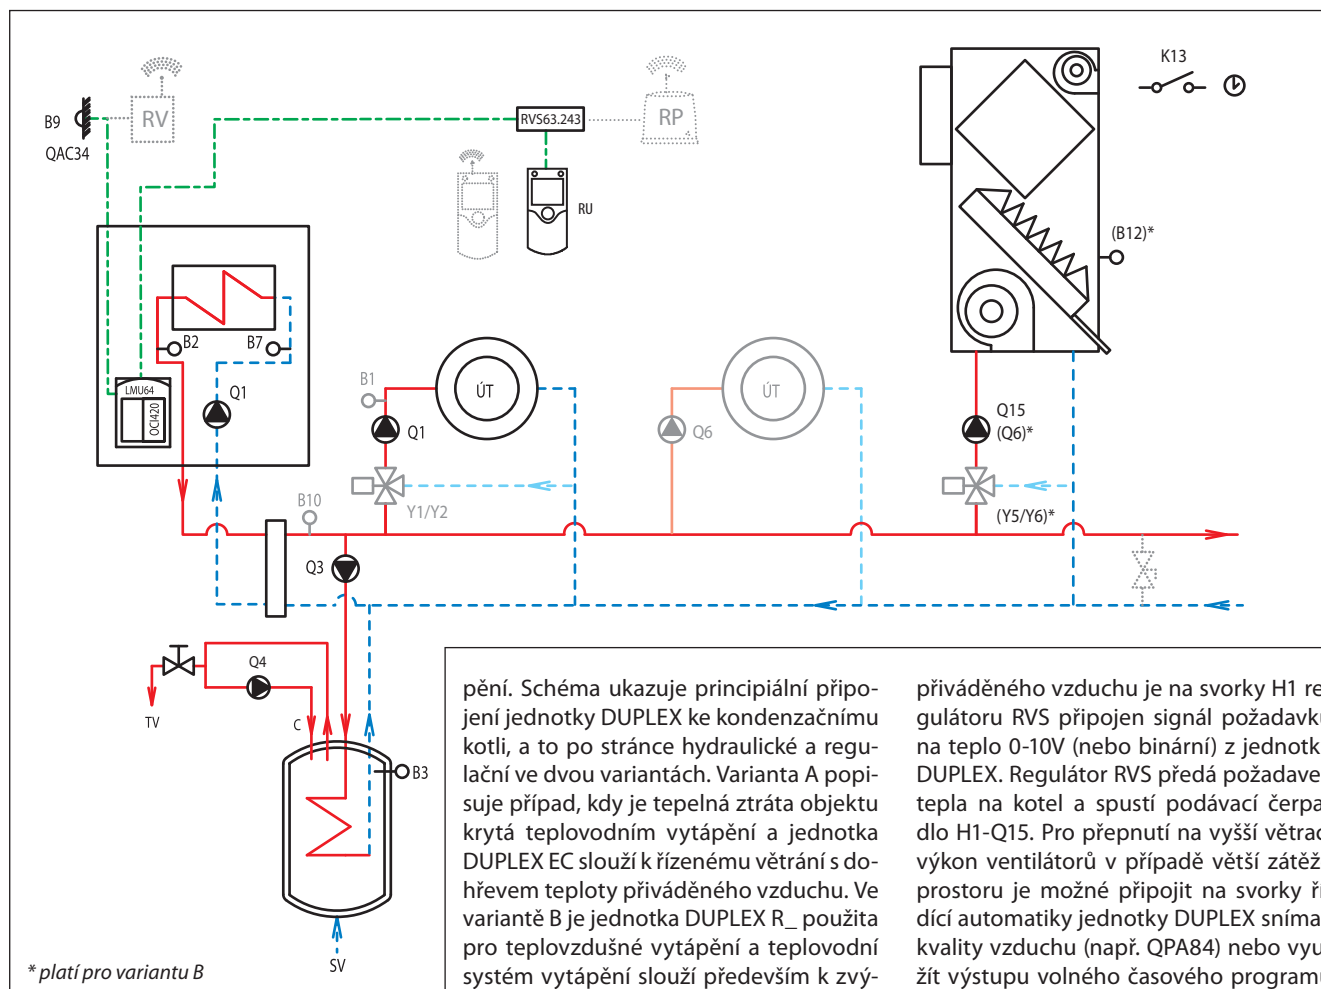 K13
B9
QAC34
RV
RVS63.243
RP
RU
(B12)*
B2
B7
LMU64
OCI420
Q1
B1
ÚT
ÚT
Q1
Q6
Q15
(Q6)*
B10
Y1/Y2
(Y5/Y6)*
Q3
Q4
TV
C
B3
SV
* platí pro variantu B
pění. Schéma ukazuje principiální připo-
jení jednotky DUPLEX ke kondenzačnímu
kotli, a to po stránce hydraulické a regu-
lační ve dvou variantách. Varianta A popi-
suje případ, kdy je tepelná ztráta objektu
krytá teplovodním vytápění a jednotka
DUPLEX EC slouží k řízenému větrání s do-
hřevem teploty přiváděného vzduchu. Ve
variantě B je jednotka DUPLEX R_ použita
pro teplovzdušné vytápění a teplovodní
systém vytápění slouží především k zvý-
přiváděného vzduchu je na svorky H1 re
gulátoru RVS připojen signál požadavku
na teplo 0-10V (nebo binární) z jednotk
DUPLEX. Regulátor RVS předá požadave
tepla na kotel a spustí podávací čerpa
dlo H1-Q15. Pro přepnutí na vyšší větrac
výkon ventilátorů v případě větší zátěž
prostoru je možné připojit na svorky ří
dící automatiky jednotky DUPLEX sníma
kvality vzduchu (např. QPA84) nebo využ
žít výstupu volného časového programu